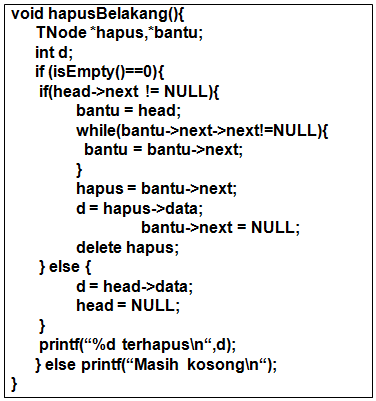 void hapusBelakang(){
TNode *hapus,*bantu;
int d;
if (isEmpty()==0){
if(head->next != NULL){
bantu = head;
while(bantu->next->next!=NULL){
bantu = bantu->next;
}
hapus = bantu->next;
d = hapus->data;
bantu->next = NULL;
delete hapus;
} else {
d = head->data;
head = NULL;
}
printf(“%d terhapus\n“,d);
} else printf(“Masih kosong\n“);
}